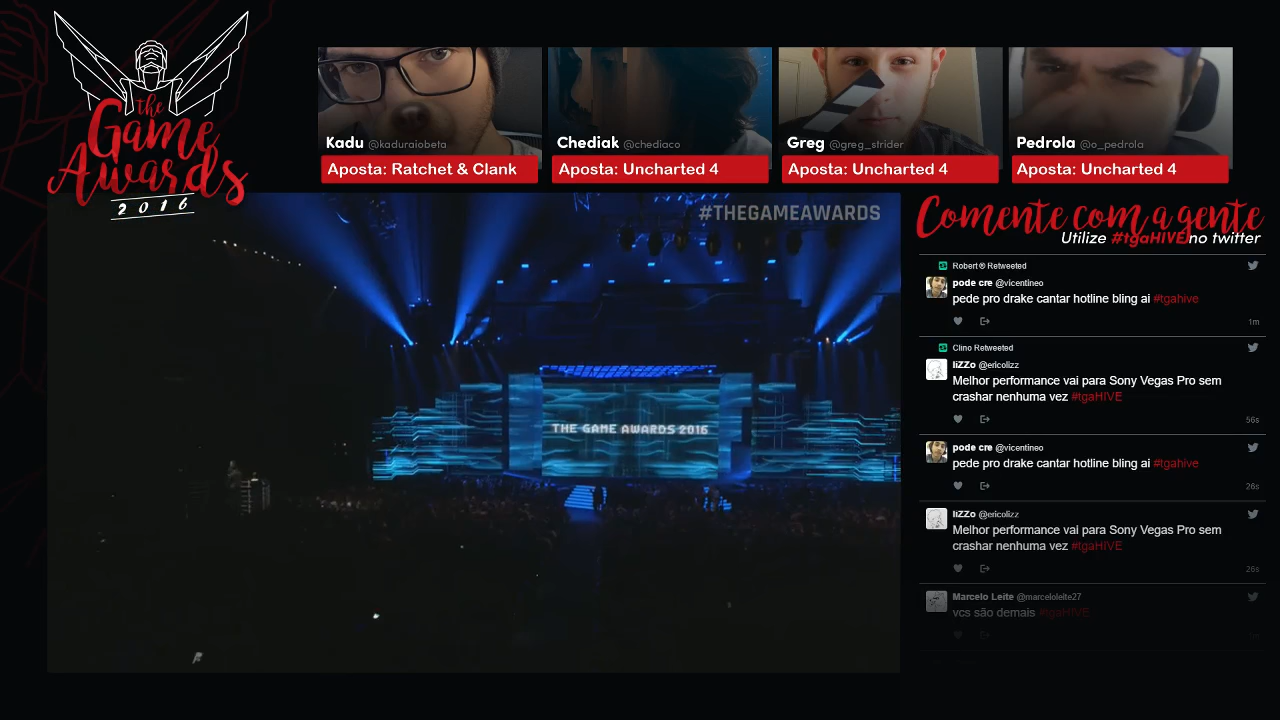 the
Game
Awards
2016
Kadu @kaduraiobeta
Aposta: Ratchet & Clank
Chediak @chediaco
Aposta: Uncharted 4
Greg @greg_strider
Aposta: Uncharted 4
Pedrola @o_pedrola
Aposta: Uncharted 4
#THEGAMEAWARDS
THE GAME AWARDS 2016
Comente com a gente
Utilize #tgaHIVE no twitter
Robert ® Retweeted
pode cre @vicentineo
pede pro drake cantar hotline bling ai #tgahive
1m
Clino Retweeted
liZZo @ericolizz
Melhor performance vai para Sony Vegas Pro sem
crashar nenhuma vez #tgaHIVE
56s
pode cre @vicentineo
pede pro drake cantar hotline bling ai #tgahive
26s
liZZo @ericolizz
Melhor performance vai para Sony Vegas Pro sem
crashar nenhuma vez #tgaHIVE
26s
Marcelo Leite @marceloleite27
vcs são demais #tgaHIVE